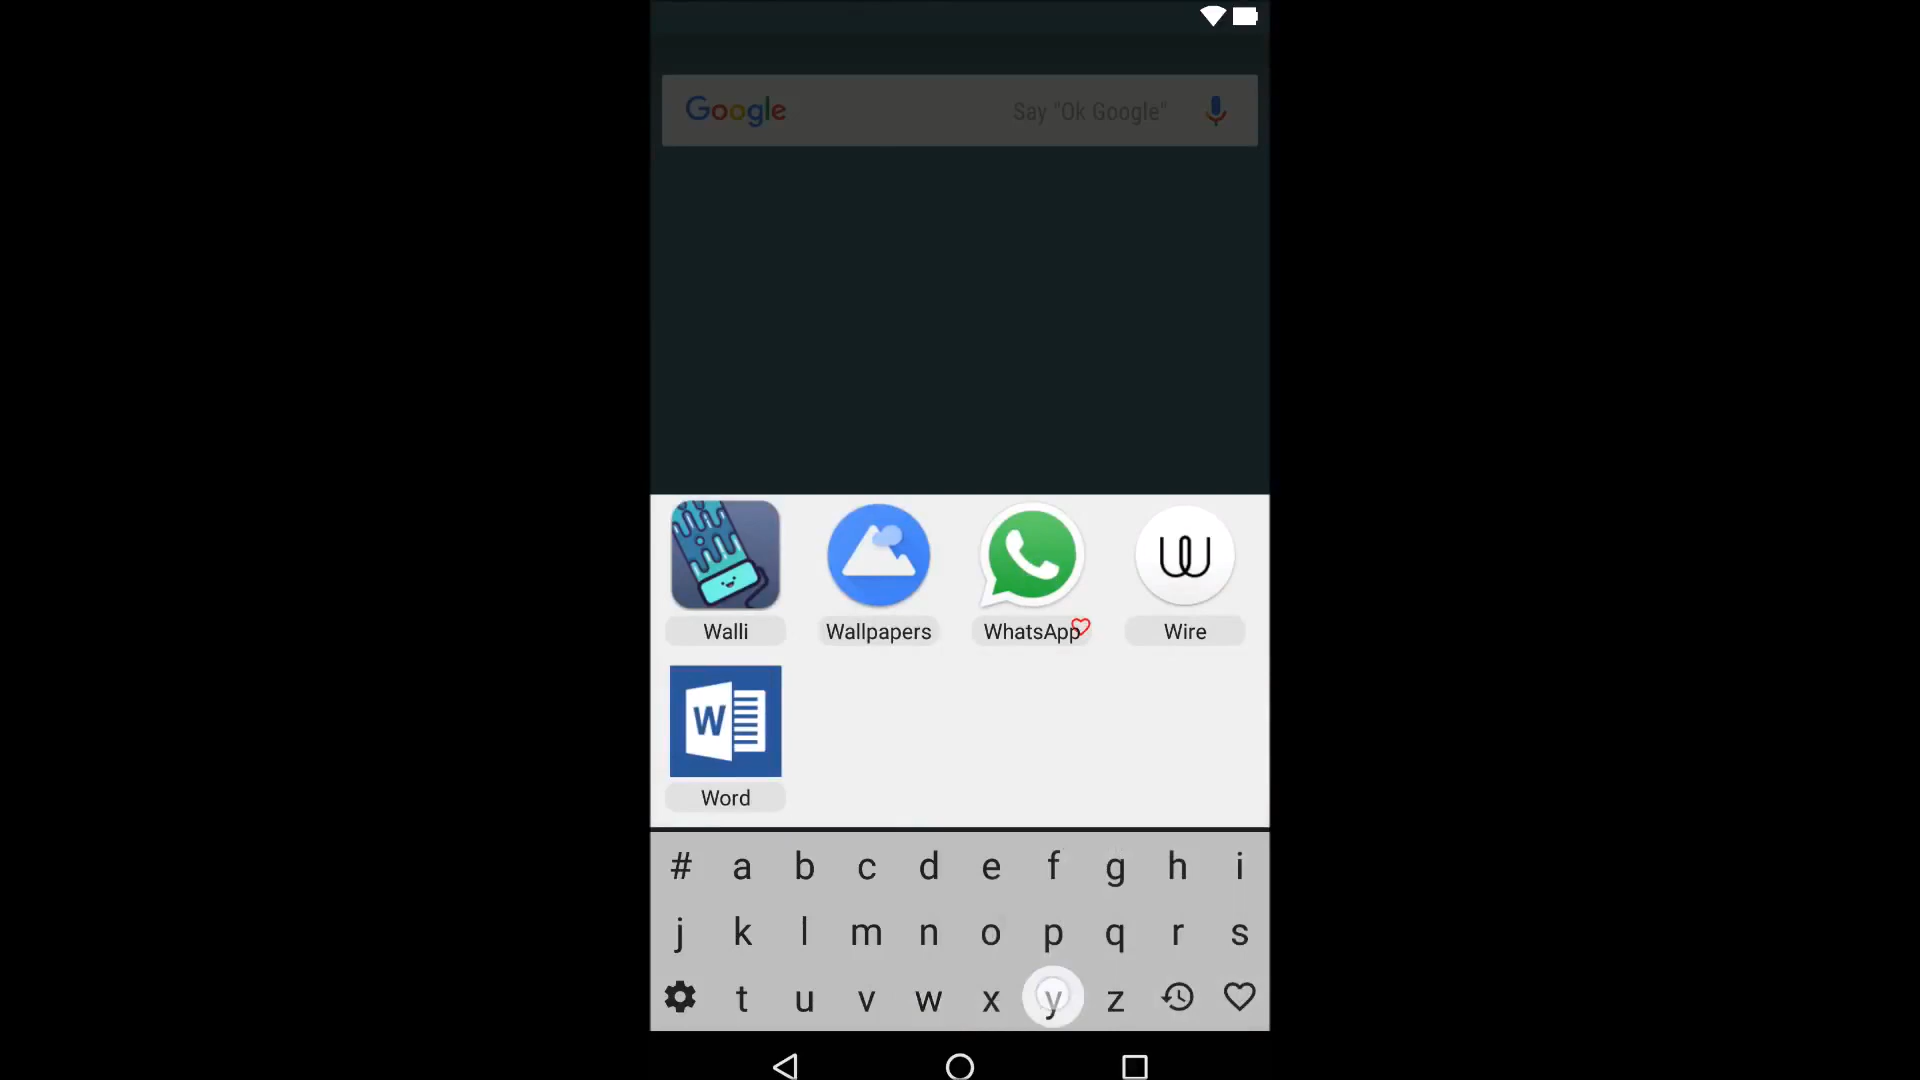 Google Say "Ok Google"
Walli Wallpapers WhatsApp Wire
W
Word
# a b c d e f g h i
j k l m n o p q r s
t u v w x y z